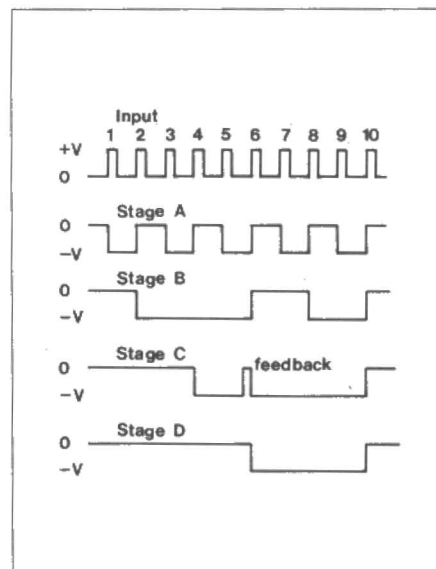 Input
1 2 3 4 5 6 7 8 9 10
+V
0
Stage A
0
-V
Stage B
0
-V
Stage C
feedback
0
-V
Stage D
0
-V